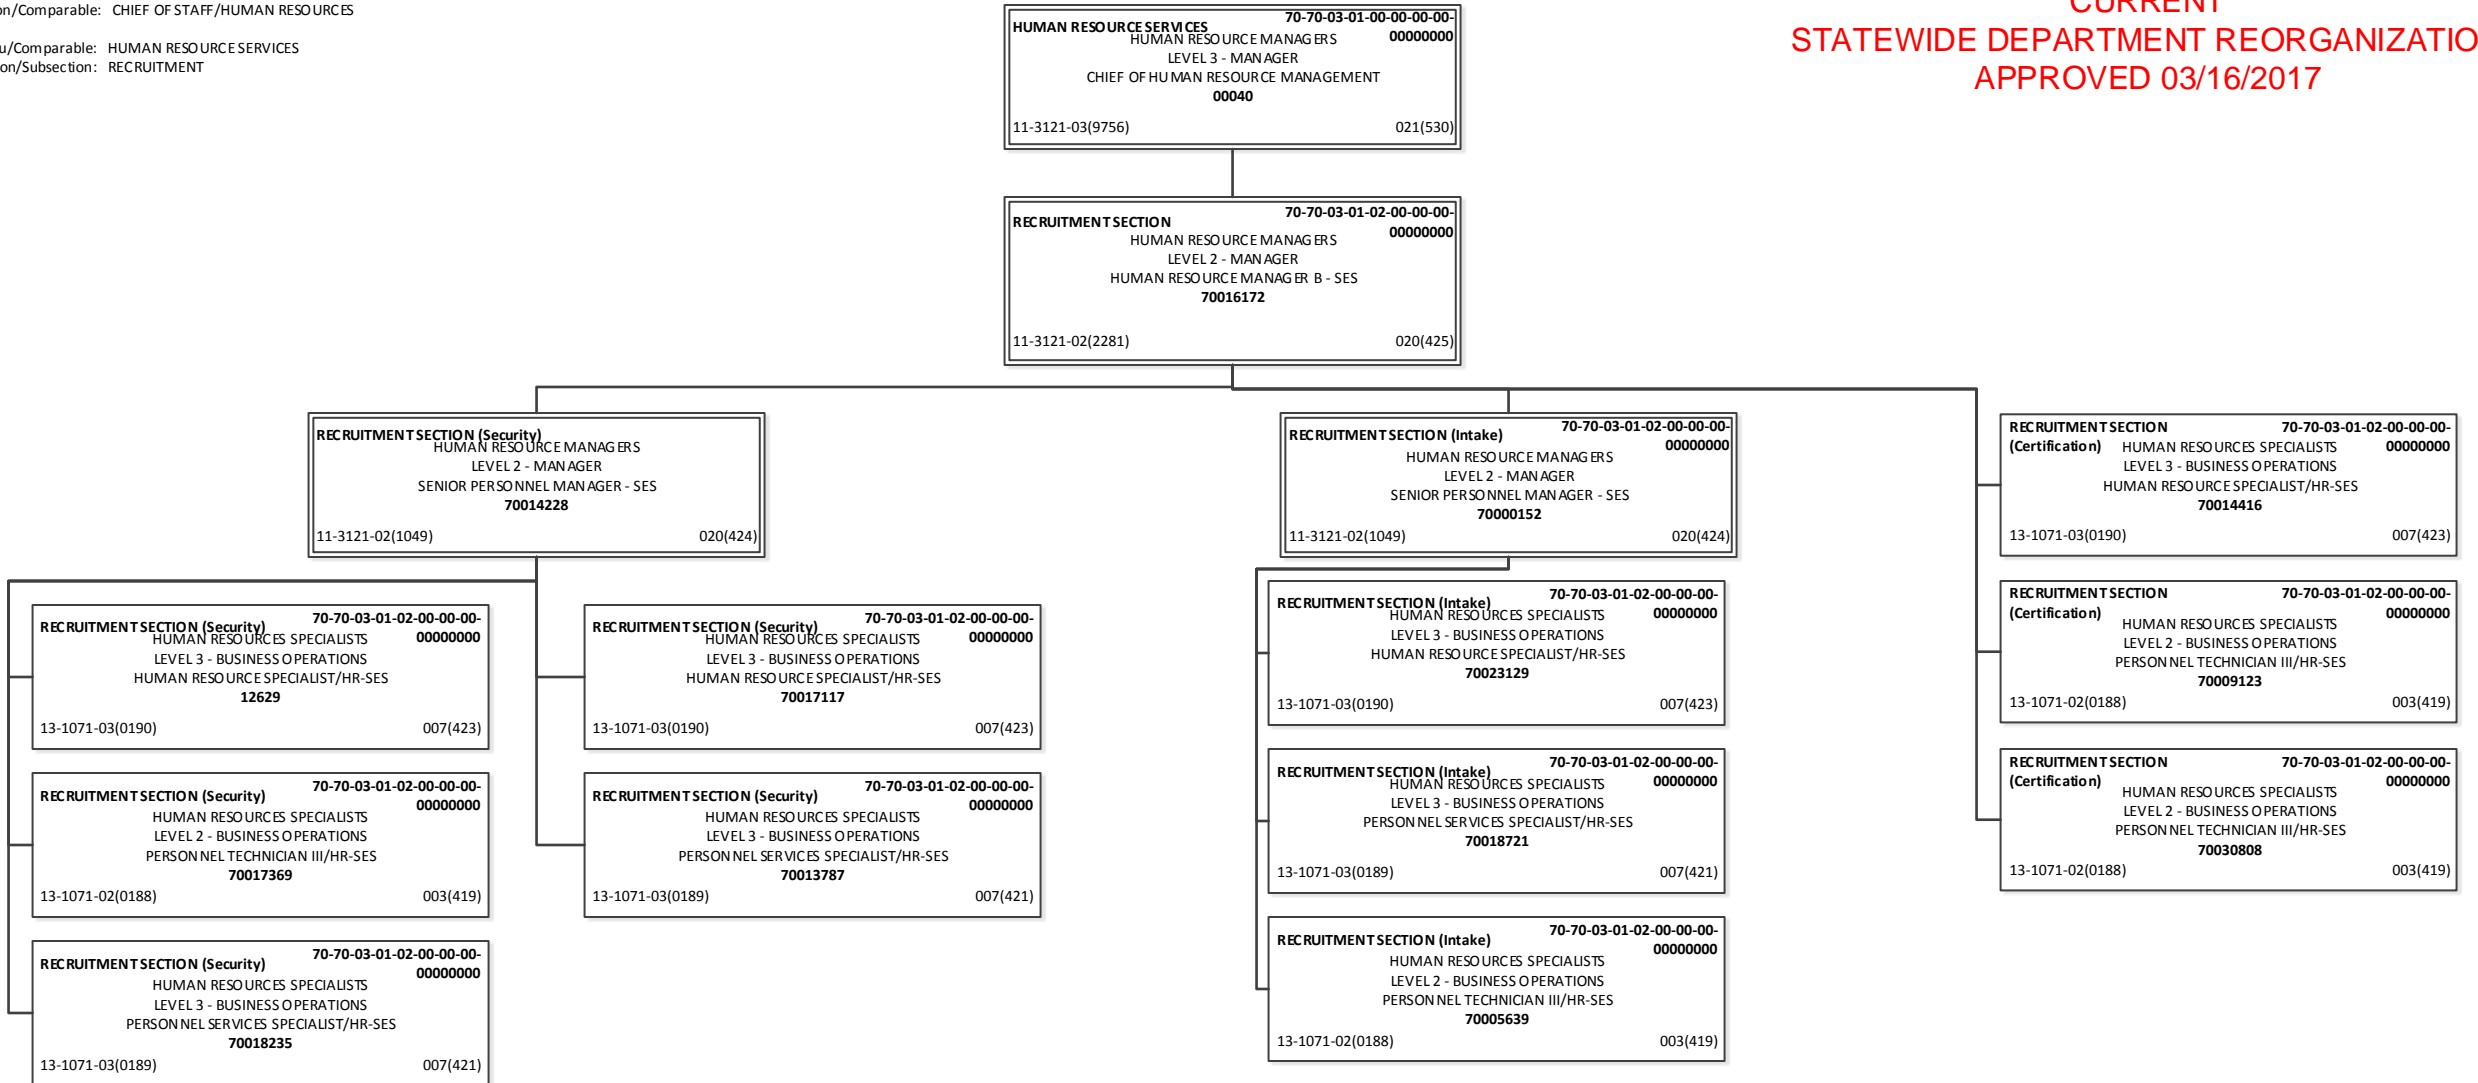 on/Comparable: CHIEF OF STAFF/HUMAN RESOURCES
u/Comparable: HUMAN RESOURCE SERVICES
on/Subsection: RECRUITMENT
CURRENT
STATEWIDE DEPARTMENT REORGANIZATIO
APPROVED 03/16/2017
HUMAN RESOURCE SERVICES 70-70-03-01-00-00-00-00-
HUMAN RESOURCE MANAGERS 00000000
LEVEL 3 - MANAGER
CHIEF OF HUMAN RESOURCE MANAGEMENT
00040
11-3121-03(9756) 021(530)
RECRUITMENT SECTION 70-70-03-01-02-00-00-00-
HUMAN RESOURCE MANAGERS 00000000
LEVEL 2 - MANAGER
HUMAN RESOURCE MANAGER B - SES
70016172
11-3121-02(2281) 020(425)
RECRUITMENT SECTION (Security)
HUMAN RESOURCE MANAGERS
LEVEL 2 - MANAGER
SENIOR PERSONNEL MANAGER - SES
70014228
11-3121-02(1049) 020(424)
RECRUITMENT SECTION (Security) 70-70-03-01-02-00-00-00-
HUMAN RESOURCES SPECIALISTS 00000000
LEVEL 3 - BUSINESS OPERATIONS
HUMAN RESOURCE SPECIALIST/HR-SES
12629
13-1071-03(0190) 007(423)
RECRUITMENT SECTION (Security) 70-70-03-01-02-00-00-00-
00000000
HUMAN RESOURCES SPECIALISTS
LEVEL 2 - BUSINESS OPERATIONS
PERSONNEL TECHNICIAN III/HR-SES
70017369
13-1071-02(0188) 003(419)
RECRUITMENT SECTION (Security) 70-70-03-01-02-00-00-00-
00000000
HUMAN RESOURCES SPECIALISTS
LEVEL 3 - BUSINESS OPERATIONS
PERSONNEL SERVICES SPECIALIST/HR-SES
70018235
13-1071-03(0189) 007(421)
RECRUITMENT SECTION (Security) 70-70-03-01-02-00-00-00-
HUMAN RESOURCES SPECIALISTS 00000000
LEVEL 3 - BUSINESS OPERATIONS
HUMAN RESOURCE SPECIALIST/HR-SES
70017117
13-1071-03(0190) 007(423)
RECRUITMENT SECTION (Security) 70-70-03-01-02-00-00-00-
00000000
HUMAN RESOURCES SPECIALISTS
LEVEL 3 - BUSINESS OPERATIONS
PERSONNEL SERVICES SPECIALIST/HR-SES
70013787
13-1071-03(0189) 007(421)
RECRUITMENT SECTION (Intake) 70-70-03-01-02-00-00-00-
00000000
HUMAN RESOURCE MANAGERS
LEVEL 2 - MANAGER
SENIOR PERSONNEL MANAGER - SES
70000152
11-3121-02(1049) 020(424)
RECRUITMENT SECTION (Intake) 70-70-03-01-02-00-00-00-
HUMAN RESOURCES SPECIALISTS 00000000
LEVEL 3 - BUSINESS OPERATIONS
HUMAN RESOURCE SPECIALIST/HR-SES
70023129
13-1071-03(0190) 007(423)
RECRUITMENT SECTION (Intake) 70-70-03-01-02-00-00-00-
HUMAN RESOURCES SPECIALISTS 00000000
LEVEL 3 - BUSINESS OPERATIONS
PERSONNEL SERVICES SPECIALIST/HR-SES
70018721
13-1071-03(0189) 007(421)
RECRUITMENT SECTION (Intake) 70-70-03-01-02-00-00-00-
00000000
HUMAN RESOURCES SPECIALISTS
LEVEL 2 - BUSINESS OPERATIONS
PERSONNEL TECHNICIAN III/HR-SES
70005639
13-1071-02(0188) 003(419)
RECRUITMENT SECTION 70-70-03-01-02-00-00-00-
(Certification) HUMAN RESOURCES SPECIALISTS 00000000
LEVEL 3 - BUSINESS OPERATIONS
HUMAN RESOURCE SPECIALIST/HR-SES
70014416
13-1071-03(0190) 007(423)
RECRUITMENT SECTION 70-70-03-01-02-00-00-00-
(Certification) 00000000
HUMAN RESOURCES SPECIALISTS
LEVEL 2 - BUSINESS OPERATIONS
PERSONNEL TECHNICIAN III/HR-SES
70009123
13-1071-02(0188) 003(419)
RECRUITMENT SECTION 70-70-03-01-02-00-00-00-
(Certification) 00000000
HUMAN RESOURCES SPECIALISTS
LEVEL 2 - BUSINESS OPERATIONS
PERSONNEL TECHNICIAN III/HR-SES
70030808
13-1071-02(0188) 003(419)